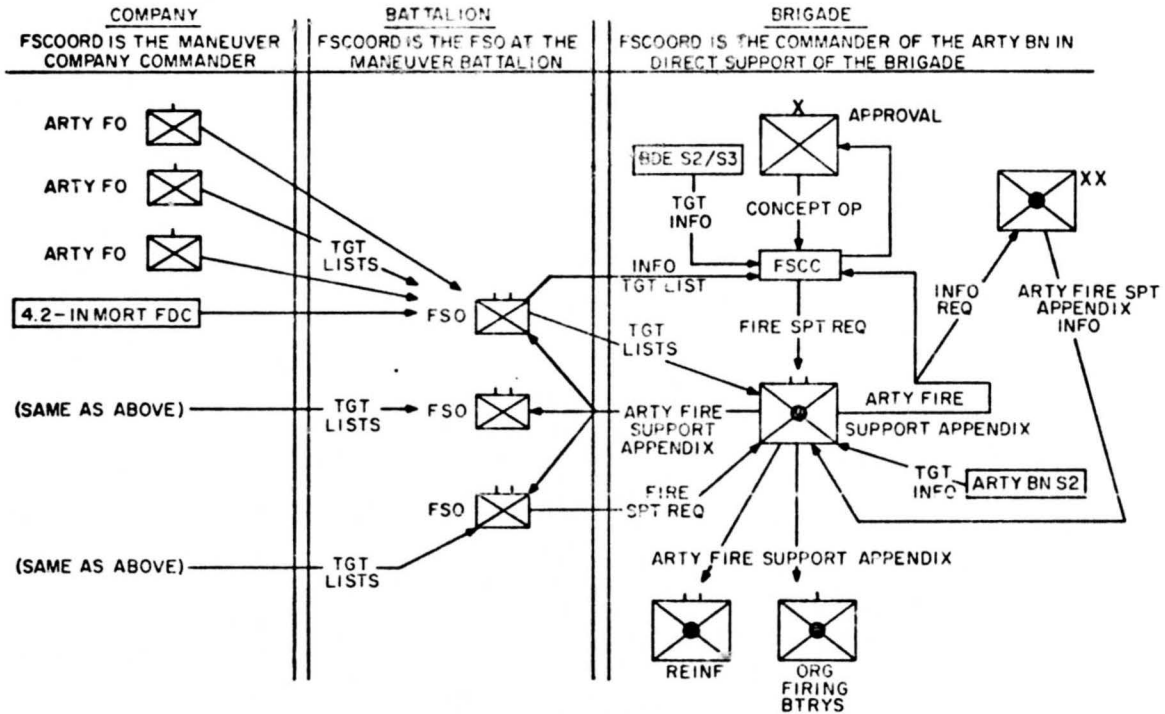 COMPANY
FSCOORD IS THE MANEUVER
COMPANY COMMANDER
BATTALION
FSCOORD IS THE FSO AT THE
MANEUVER BATTALION
BRIGADE
FSCOORD IS THE COMMANDER OF THE ARTY BN IN
DIRECT SUPPORT OF THE BRIGADE
ARTY FO
ARTY FO
ARTY FO
TGT
LISTS
4.2-IN MORT FDC
(SAME AS ABOVE)
TGT
LISTS
(SAME AS ABOVE)
TGT
LISTS
FSO
FSO
FSO
X
APPROVAL
BDE S2/S3
TGT
INFO
CONCEPT OP
FSCC
INFO
TGT LIST
XX
INFO
REQ
ARTY FIRE SPT
APPENDIX
INFO
FIRE SPT REQ
TGT
LISTS
ARTY FIRE
SUPPORT
APPENDIX
ARTY FIRE
SUPPORT APPENDIX
TGT
INFO
ARTY BN S2
FIRE
SPT REQ
ARTY FIRE SUPPORT APPENDIX
REINF
ORG
FIRING
BTRYS